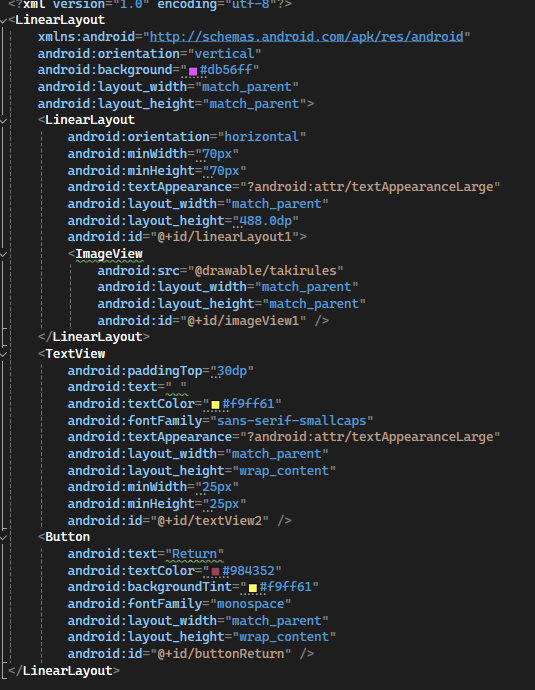 <?xml version="1.0" encoding="utf-8"?>
<LinearLayout
xmlns:android="http://schemas.android.com/apk/res/android"
android:orientation="vertical"
android:background="#db56ff"
android:layout_width="match_parent"
android:layout_height="match_parent">
<LinearLayout
android:orientation="horizontal"
android:minWidth="70px"
android:minHeight="70px"
android:textAppearance="?android:attr/textAppearanceLarge"
android:layout_width="match_parent"
android:layout_height="488.0dp"
android:id="@+id/linearLayout1">
<ImageView
android:src="@drawable/takirules"
android:layout_width="match_parent"
android:layout_height="match_parent"
android:id="@+id/imageView1" />
</LinearLayout>
<TextView
android:paddingTop="30dp"
android:text=" "
android:textColor="#f9ff61"
android:fontFamily="sans-serif-smallcaps"
android:textAppearance="?android:attr/textAppearanceLarge"
android:layout_width="match_parent"
android:layout_height="wrap_content"
android:minWidth="25px"
android:minHeight="25px"
android:id="@+id/textView2" />
<Button
android:text="Return"
android:textColor="#984352"
android:backgroundTint="#f9ff61"
android:fontFamily="monospace"
android:layout_width="match_parent"
android:layout_height="wrap_content"
android:id="@+id/buttonReturn" />
</LinearLayout>